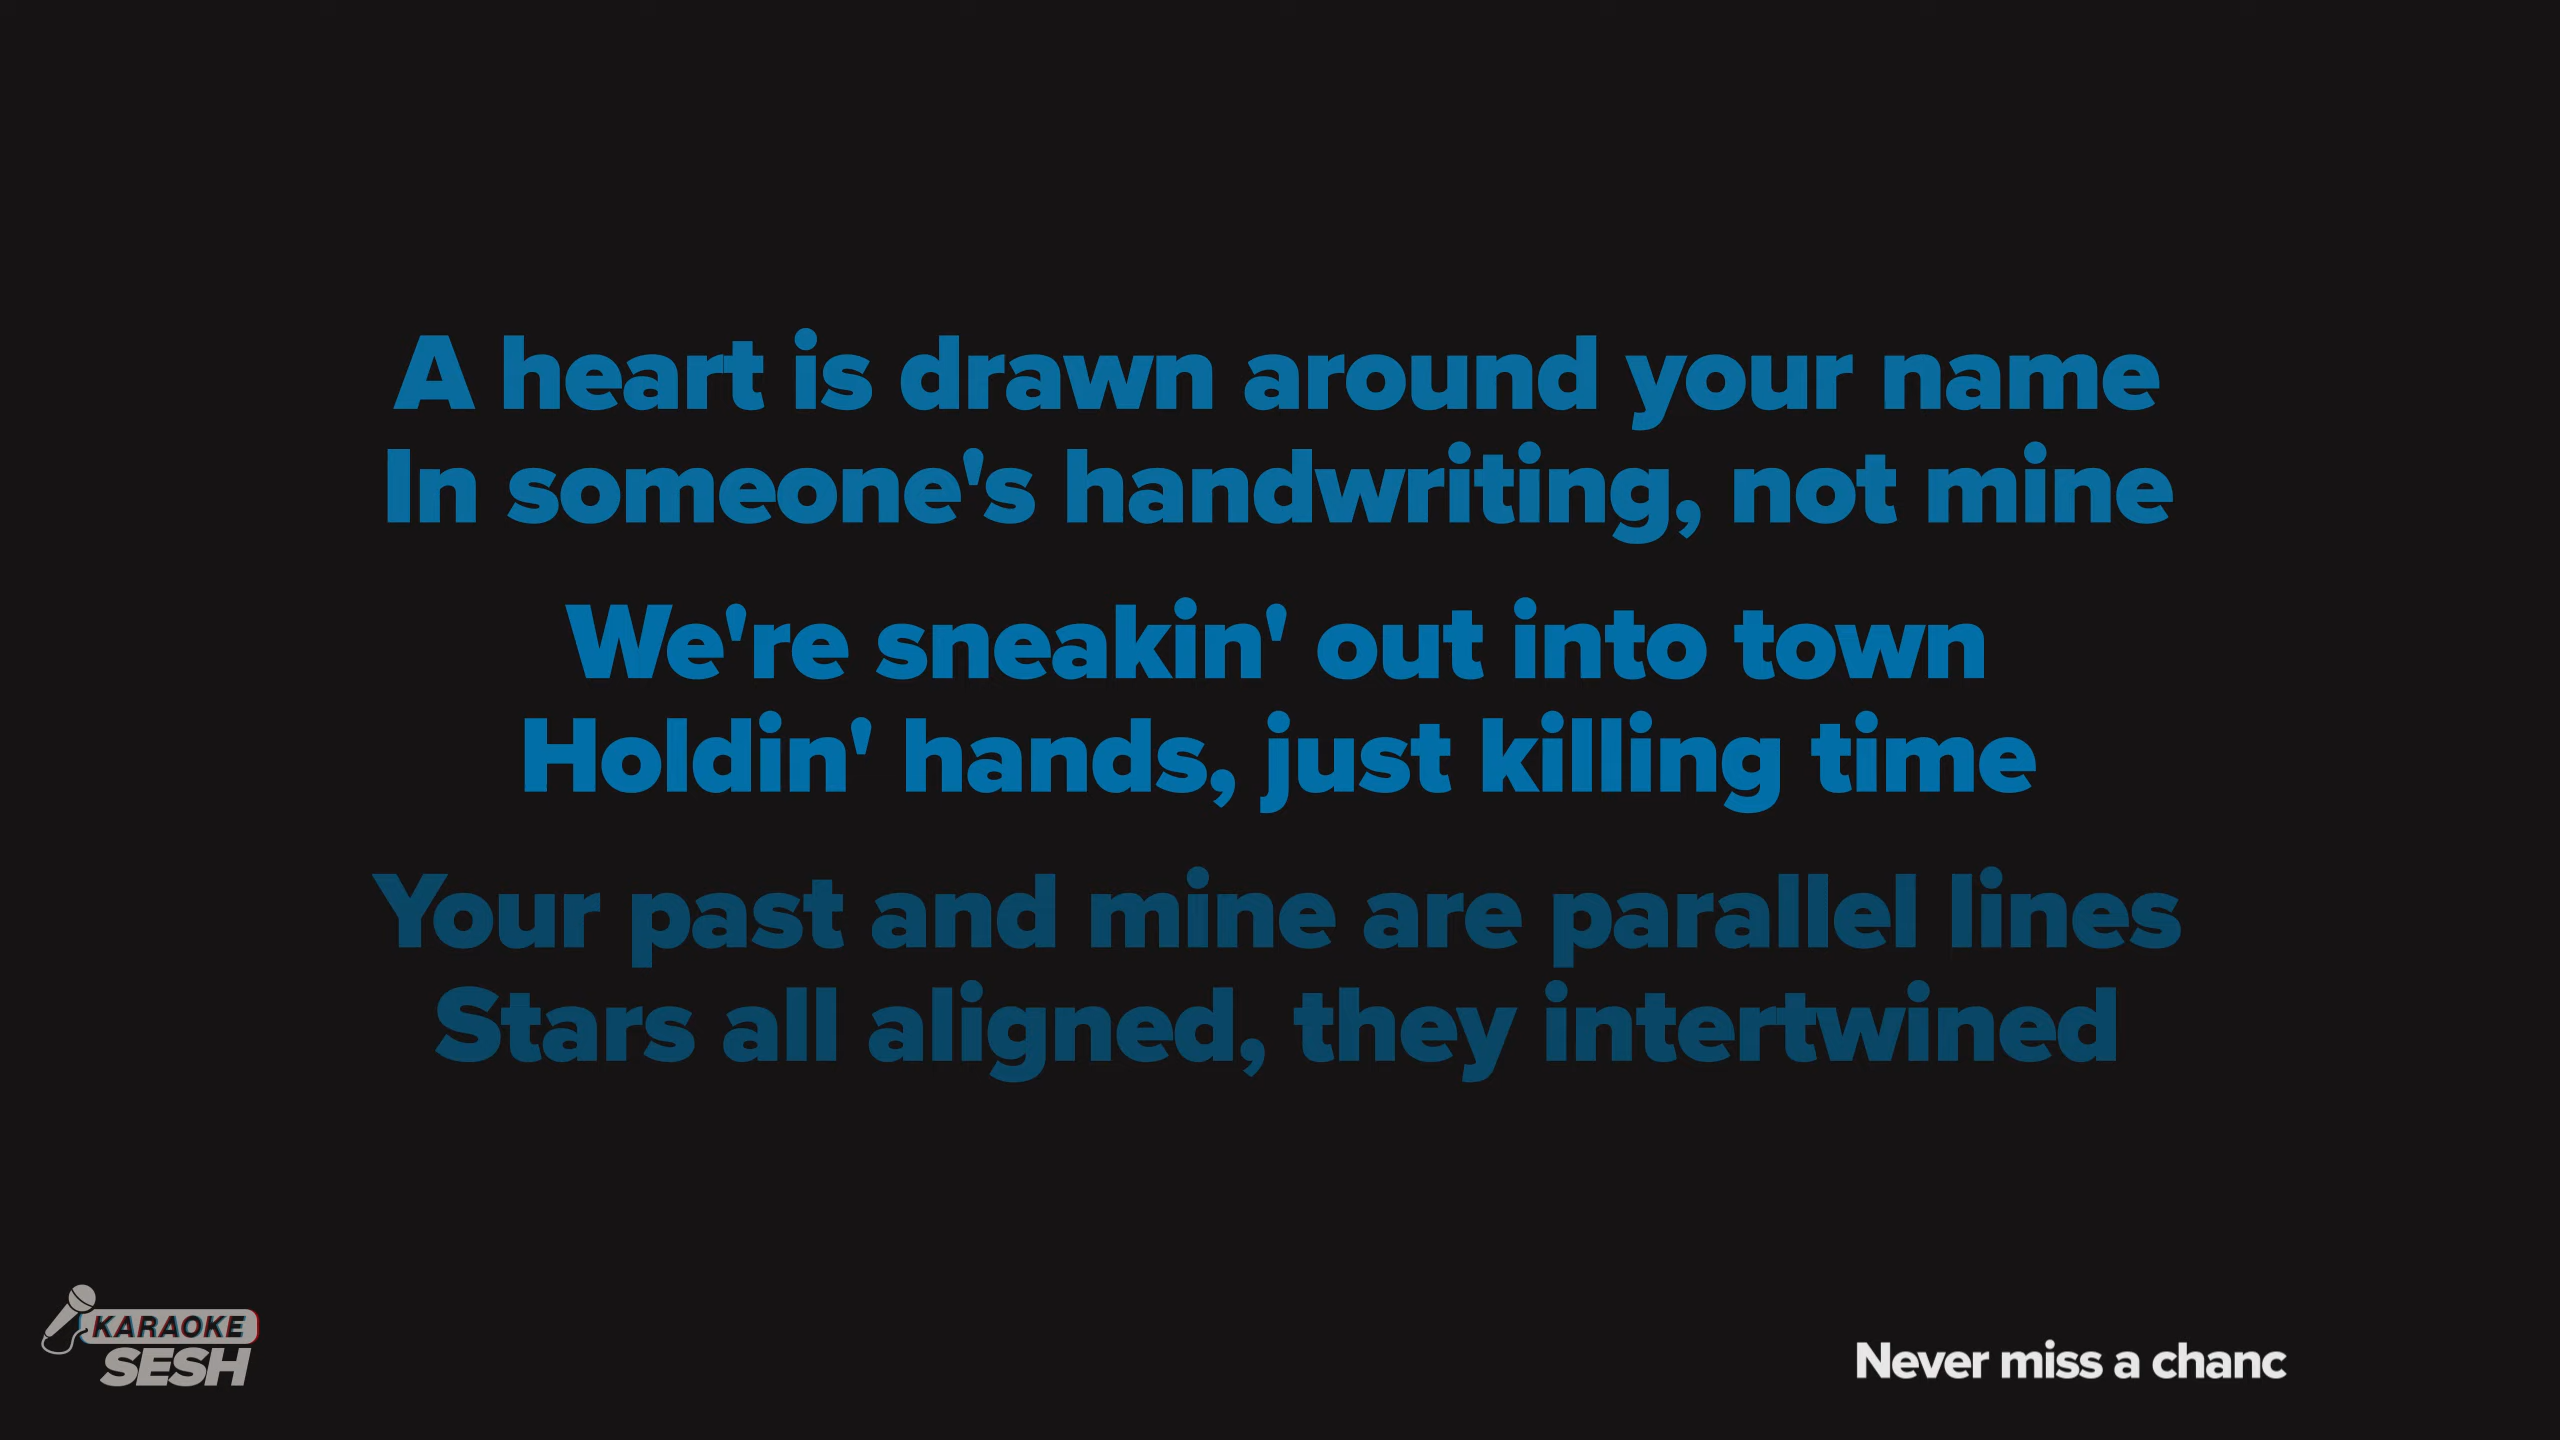 A heart is drawn around your name
In someone's handwriting, not mine
We're sneakin' out into town
Holdin' hands, just killing time
Your past and mine are parallel lines
Stars all aligned, they intertwined
KARAOKE
SESH
Never miss a chanc